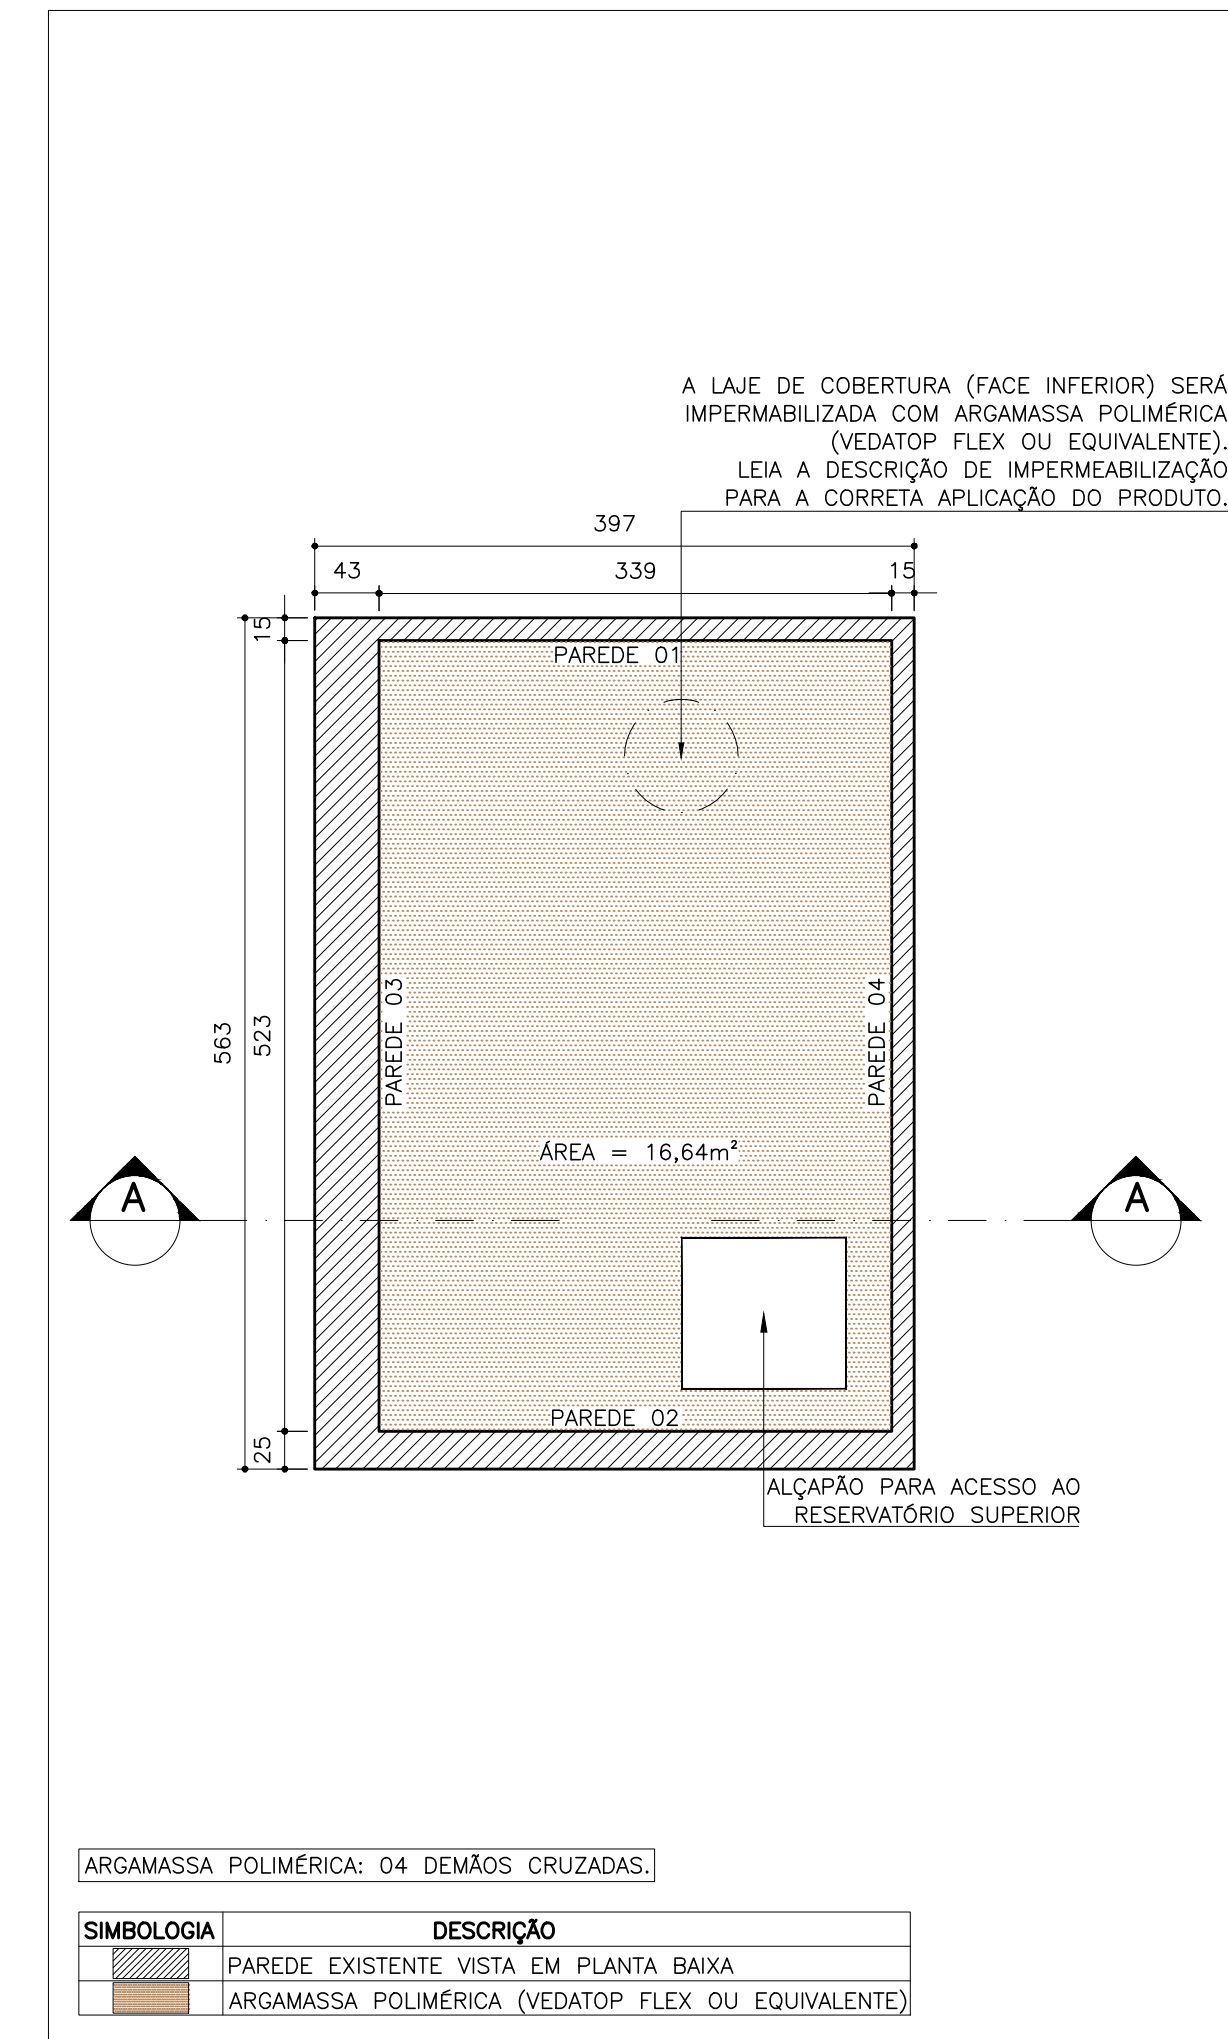 A LAJE DE COBERTURA (FACE INFERIOR) SERÁ
IMPERMABILIZADA COM ARGAMASSA POLIMÉRICA
(VEDATOP FLEX OU EQUIVALENTE).
LEIA A DESCRIÇÃO DE IMPERMEABILIZAÇÃO
PARA A CORRETA APLICAÇÃO DO PRODUTO.
397
43
339
15
15
PAREDE 01
PAREDE 03
PAREDE 04
563
523
ÁREA = 16,64m²
A
A
PAREDE 02
25
ALÇAPÃO PARA ACESSO AO
RESERVATÓRIO SUPERIOR
ARGAMASSA POLIMÉRICA: 04 DEMÃOS CRUZADAS.
SIMBOLOGIA DESCRIÇÃO
PAREDE EXISTENTE VISTA EM PLANTA BAIXA
ARGAMASSA POLIMÉRICA (VEDATOP FLEX OU EQUIVALENTE)